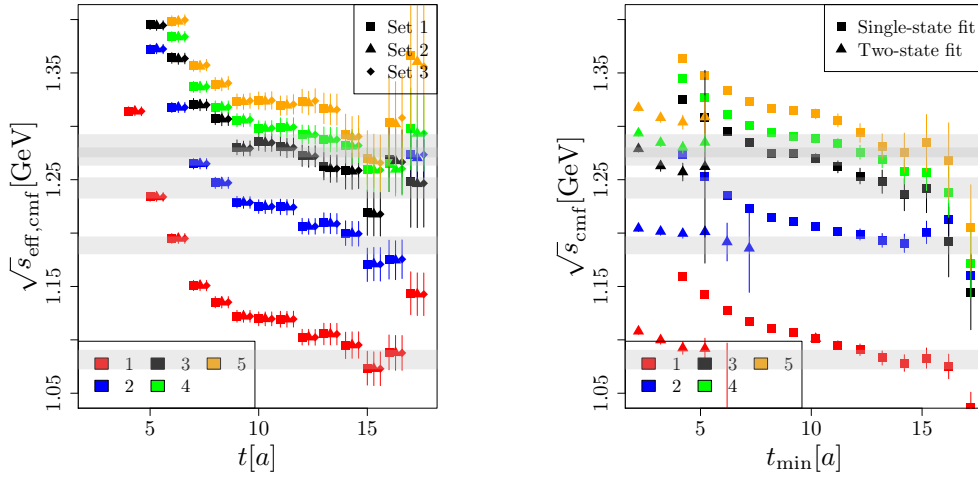 √s_eff,cmf [GeV]
1.05
1.15
1.25
1.35
Set 1
Set 2
Set 3
1 3 5
2 4
5 10 15
t[a]
√s_cmf [GeV]
1.05
1.15
1.25
1.35
Single-state fit
Two-state fit
1 3 5
2 4
5 10 15
t_min[a]